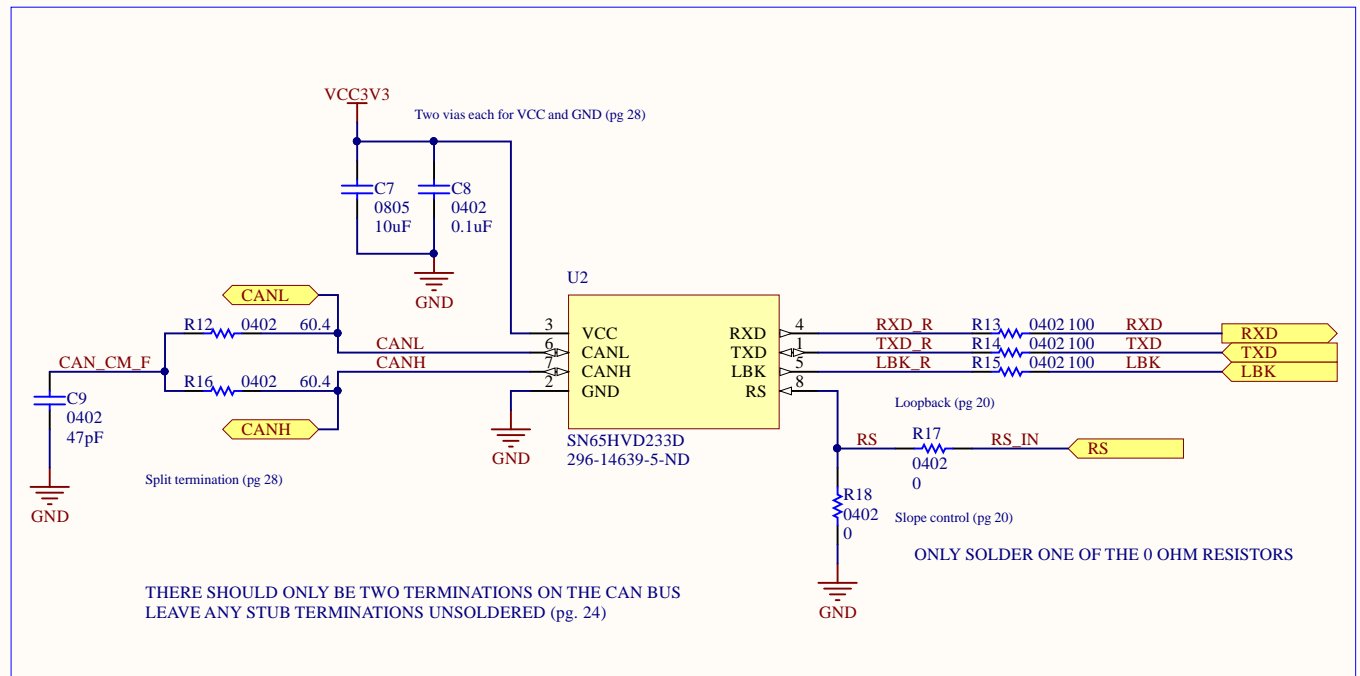 VCC3V3
Two vias each for VCC and GND (pg 28)
C7
0805
10uF
C8
0402
0.1uF
GND
U2
CANL
R12 0402 60.4
CAN_CM_F
R16 0402 60.4
CANH
C9
0402
47pF
GND
Split termination (pg 28)
CANL
CANH
3 VCC
6 CANL
7 CANH
2 GND
GND
RXD 4
TXD 1
LBK 5
RS 8
SN65HVD233D
296-14639-5-ND
RXD_R R13 0402 100 RXD RXD
TXD_R R14 0402 100 TXD TXD
LBK_R R15 0402 100 LBK LBK
Loopback (pg 20)
RS R17 RS_IN RS
0402
0
R18
0402
0
Slope control (pg 20)
ONLY SOLDER ONE OF THE 0 OHM RESISTORS
GND
THERE SHOULD ONLY BE TWO TERMINATIONS ON THE CAN BUS
LEAVE ANY STUB TERMINATIONS UNSOLDERED (pg. 24)